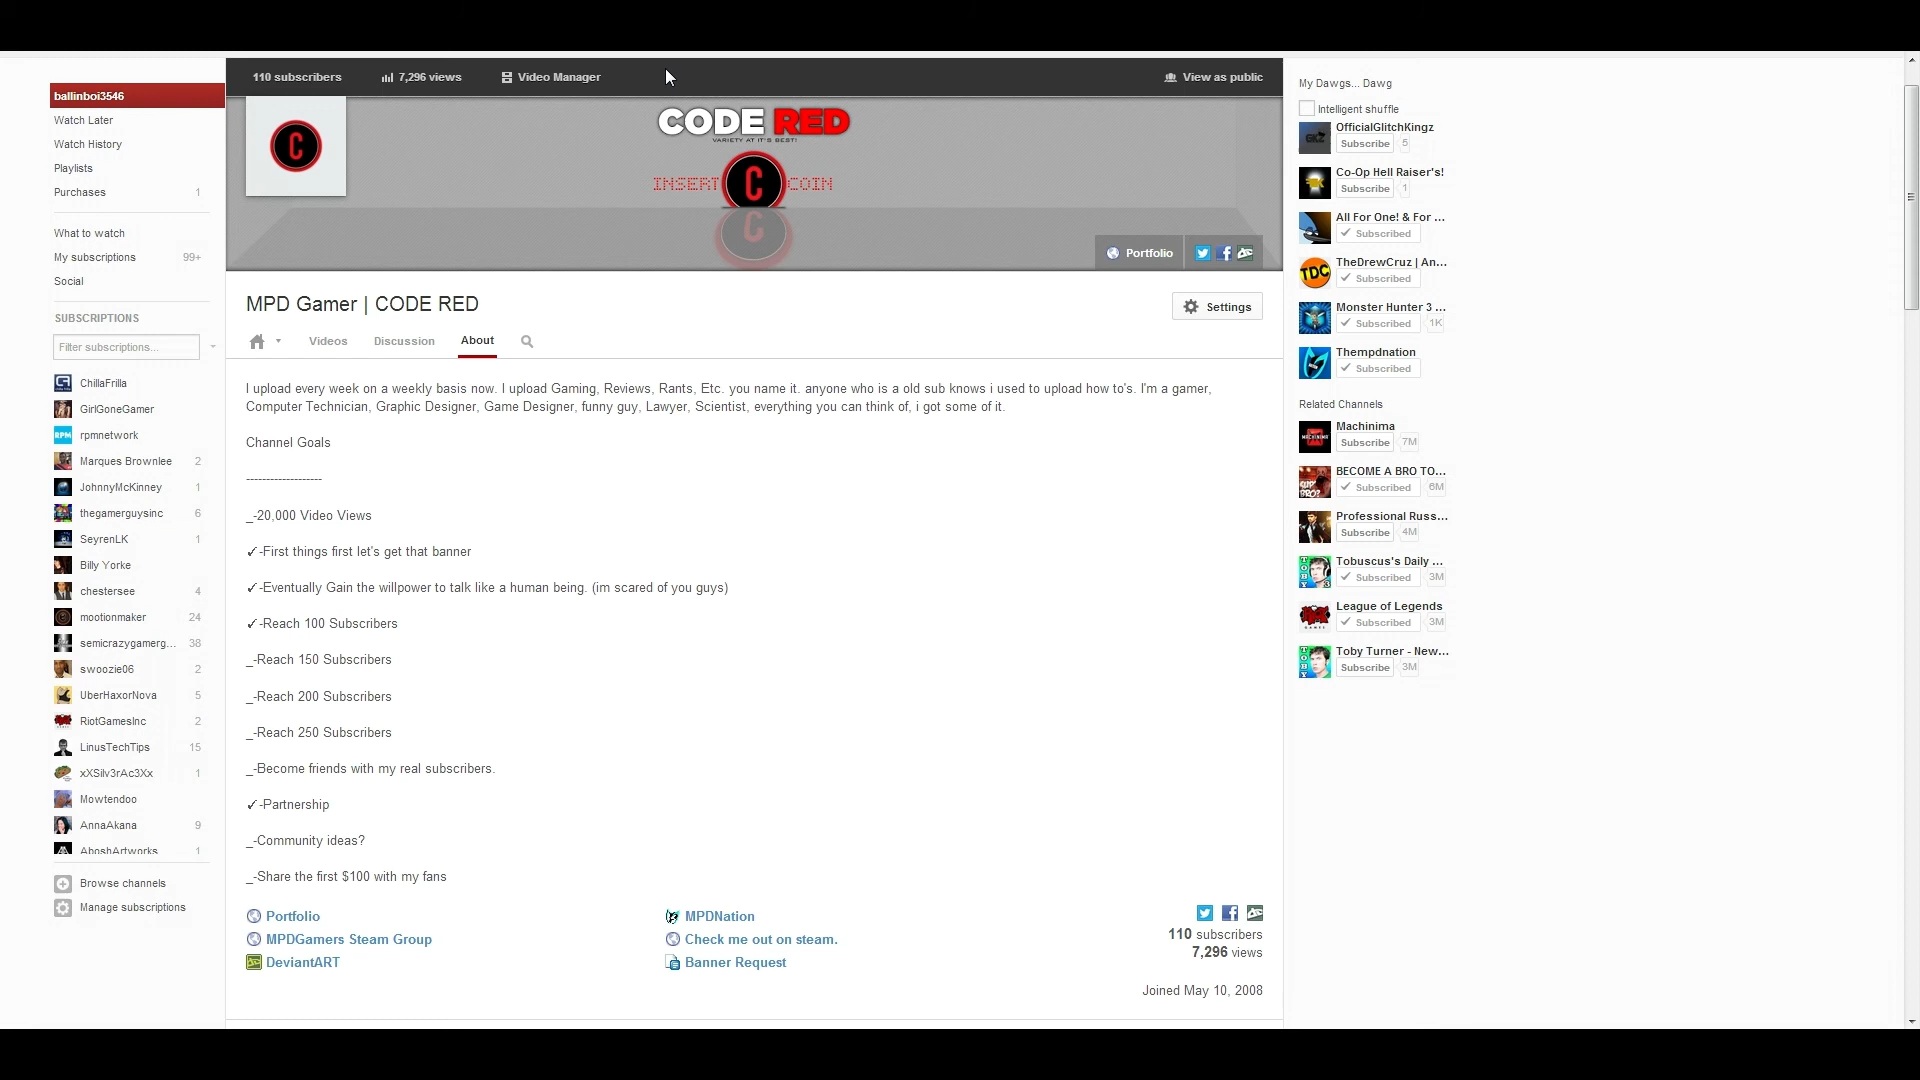 ballinboi3546
Watch Later
Watch History
Playlists
Purchases 1
What to watch
My subscriptions 99+
Social
SUBSCRIPTIONS
Filter subscriptions...
ChillaFrilla
GirlGoneGamer
RPM rpmnetwork
Marques Brownlee 2
JohnnyMcKinney 1
thegamerguysinc 6
SeyrenLK 1
Billy Yorke
chestersee 4
mootionmaker 24
semicrazygamerg... 38
swoozie06 2
UberHaxorNova 5
RiotGamesInc 2
LinusTechTips 15
xXSilv3rAc3Xx 1
Mowtendoo
AnnaAkana 9
AboshArtworks 1
Browse channels
Manage subscriptions
110 subscribers 7,296 views Video Manager View as public
C
CODE RED
VARIETY AT IT'S BEST!
INSERT C COIN
Portfolio
MPD Gamer | CODE RED
Settings
Videos Discussion About
I upload every week on a weekly basis now. I upload Gaming, Reviews, Rants, Etc. you name it. anyone who is a old sub knows i used to upload how to's. I'm a gamer,
Computer Technician, Graphic Designer, Game Designer, funny guy, Lawyer, Scientist, everything you can think of, i got some of it.
Channel Goals
-------------------
_-20,000 Video Views
✓-First things first let's get that banner
✓-Eventually Gain the willpower to talk like a human being. (im scared of you guys)
✓-Reach 100 Subscribers
_-Reach 150 Subscribers
_-Reach 200 Subscribers
_-Reach 250 Subscribers
_-Become friends with my real subscribers.
✓-Partnership
_-Community ideas?
_-Share the first $100 with my fans
Portfolio
MPDGamers Steam Group
DeviantART
MPDNation
Check me out on steam.
Banner Request
110 subscribers
7,296 views
Joined May 10, 2008
My Dawgs... Dawg
Intelligent shuffle
OfficialGlitchKingz
Subscribe 5
Co-Op Hell Raiser's!
Subscribe 1
All For One! & For ...
✓ Subscribed
TDC TheDrewCruz | An...
✓ Subscribed
Monster Hunter 3 ...
✓ Subscribed 1K
Thempdnation
✓ Subscribed
Related Channels
Machinima
Subscribe 7M
BECOME A BRO TO...
✓ Subscribed 6M
Professional Russ...
Subscribe 4M
Tobuscus's Daily ...
✓ Subscribed 3M
League of Legends
✓ Subscribed 3M
Toby Turner - New...
Subscribe 3M